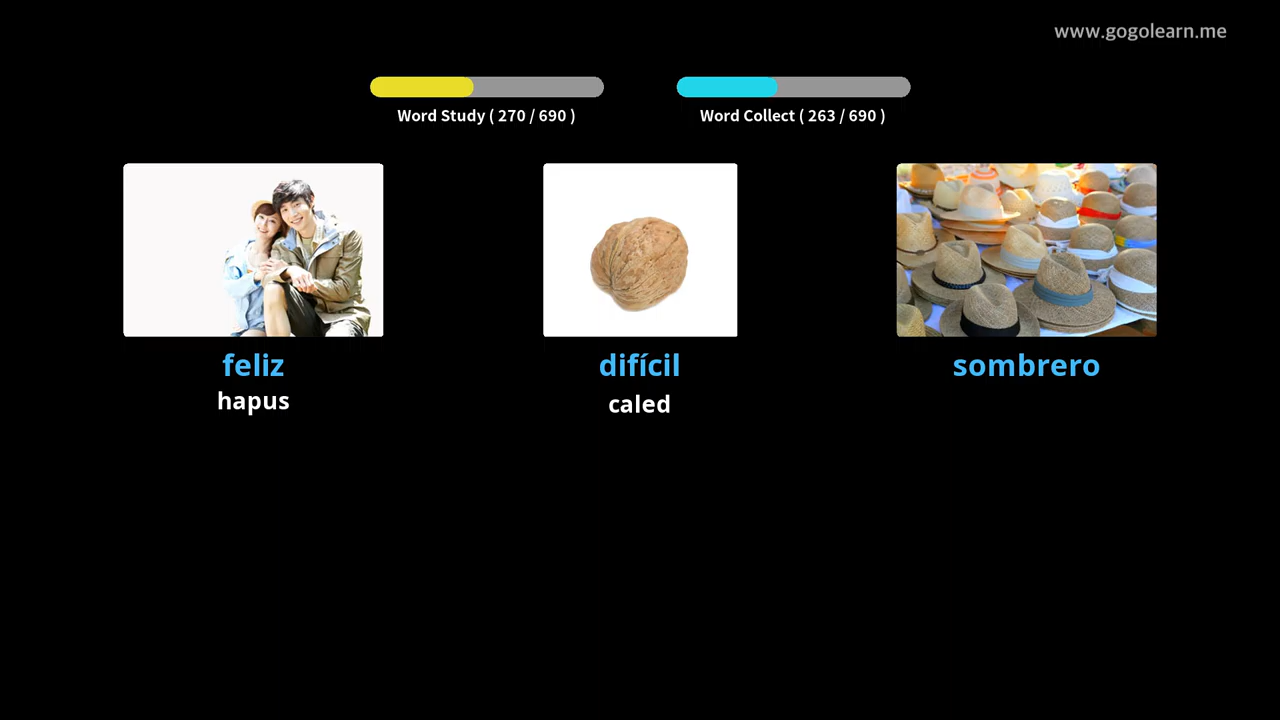 www.gogolearn.me
Word Study ( 270 / 690 )
Word Collect ( 263 / 690 )
feliz
hapus
difícil
caled
sombrero